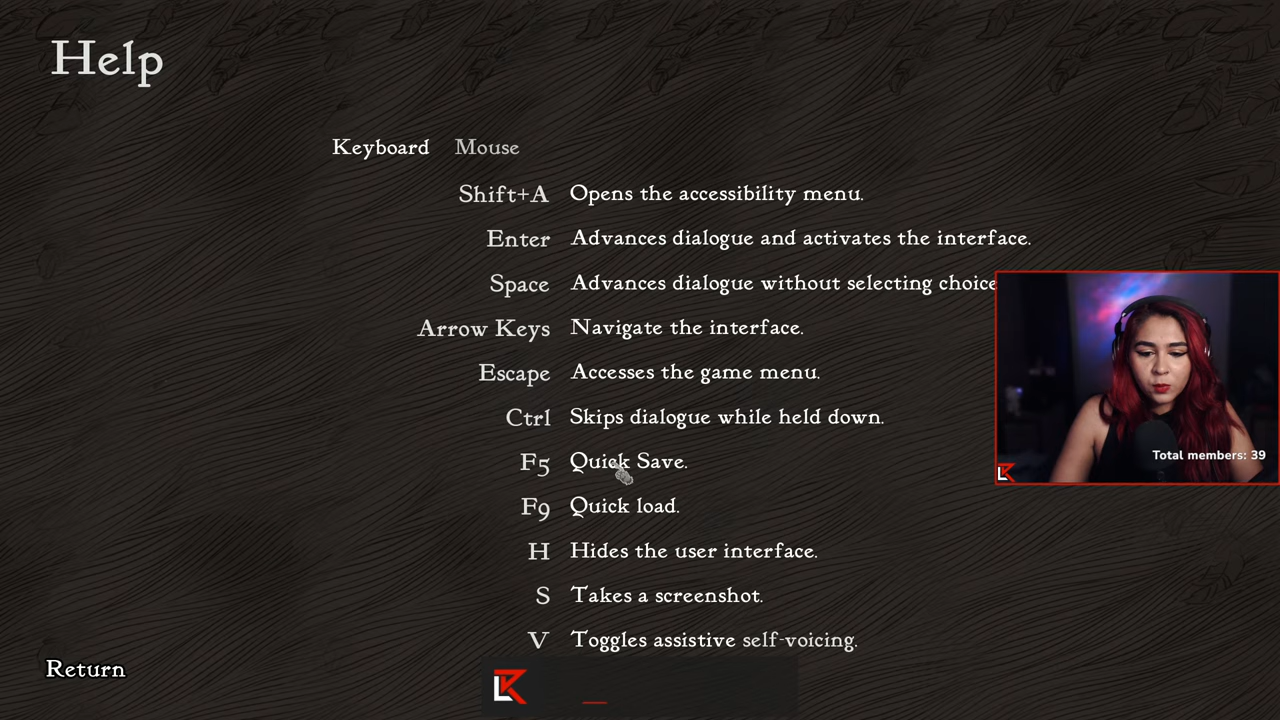 Help
Keyboard Mouse
Shift+A Opens the accessibility menu.
Enter Advances dialogue and activates the interface.
Space Advances dialogue without selecting choice
Arrow Keys Navigate the interface.
Escape Accesses the game menu.
Ctrl Skips dialogue while held down.
Total members: 39
F5 Quick Save.
F9 Quick load.
H Hides the user interface.
S Takes a screenshot.
V Toggles assistive self-voicing.
Return